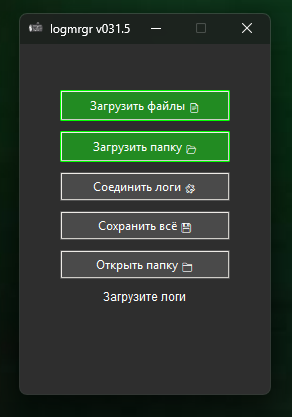 logmrgr v031.5
Загрузить файлы
Загрузить папку
Соединить логи
Сохранить всё
Открыть папку
Загрузите логи